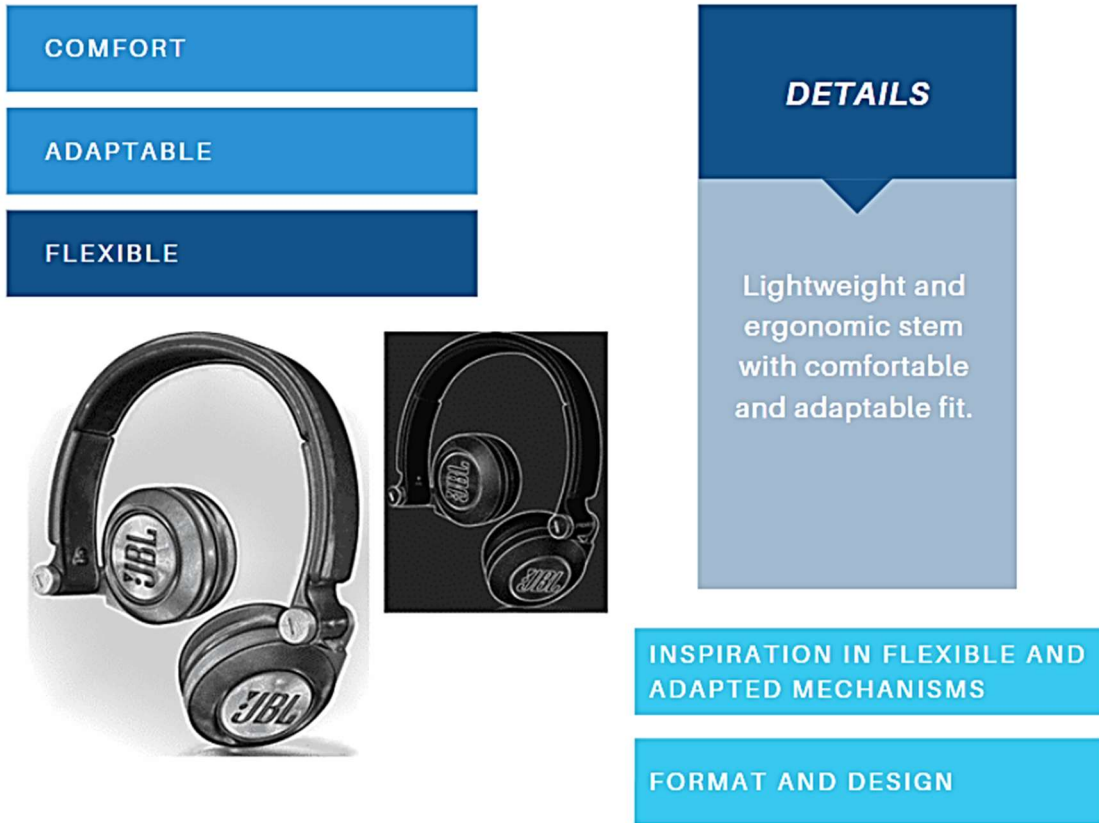 COMFORT
ADAPTABLE
FLEXIBLE
DETAILS
Lightweight and
ergonomic stem
with comfortable
and adaptable fit.
JBL
JBL
JBL
JBL
INSPIRATION IN FLEXIBLE AND
ADAPTED MECHANISMS
FORMAT AND DESIGN